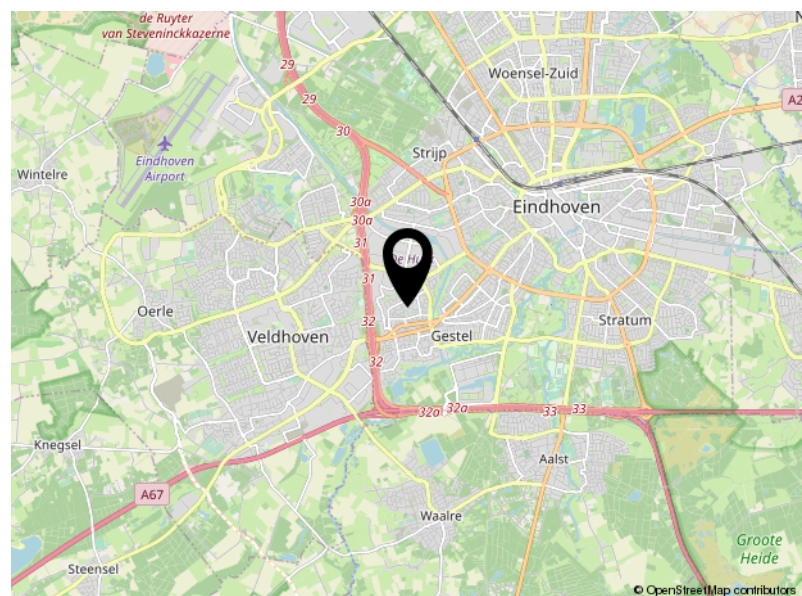 de Ruyter
van Steveninckkazerne
29
Woensel-Zuid
29
A2
30
Strijp
Eindhoven
Airport
Wintelre
30a
Eindhoven
30a
31
De Hu
31
Oerle
32
Stratum
Veldhoven
Gestel
32
32a
32a
33
33
Knegsel
Aalst
A67
Waalre
Groote
Heide
Steensel
© OpenStreetMap contributors